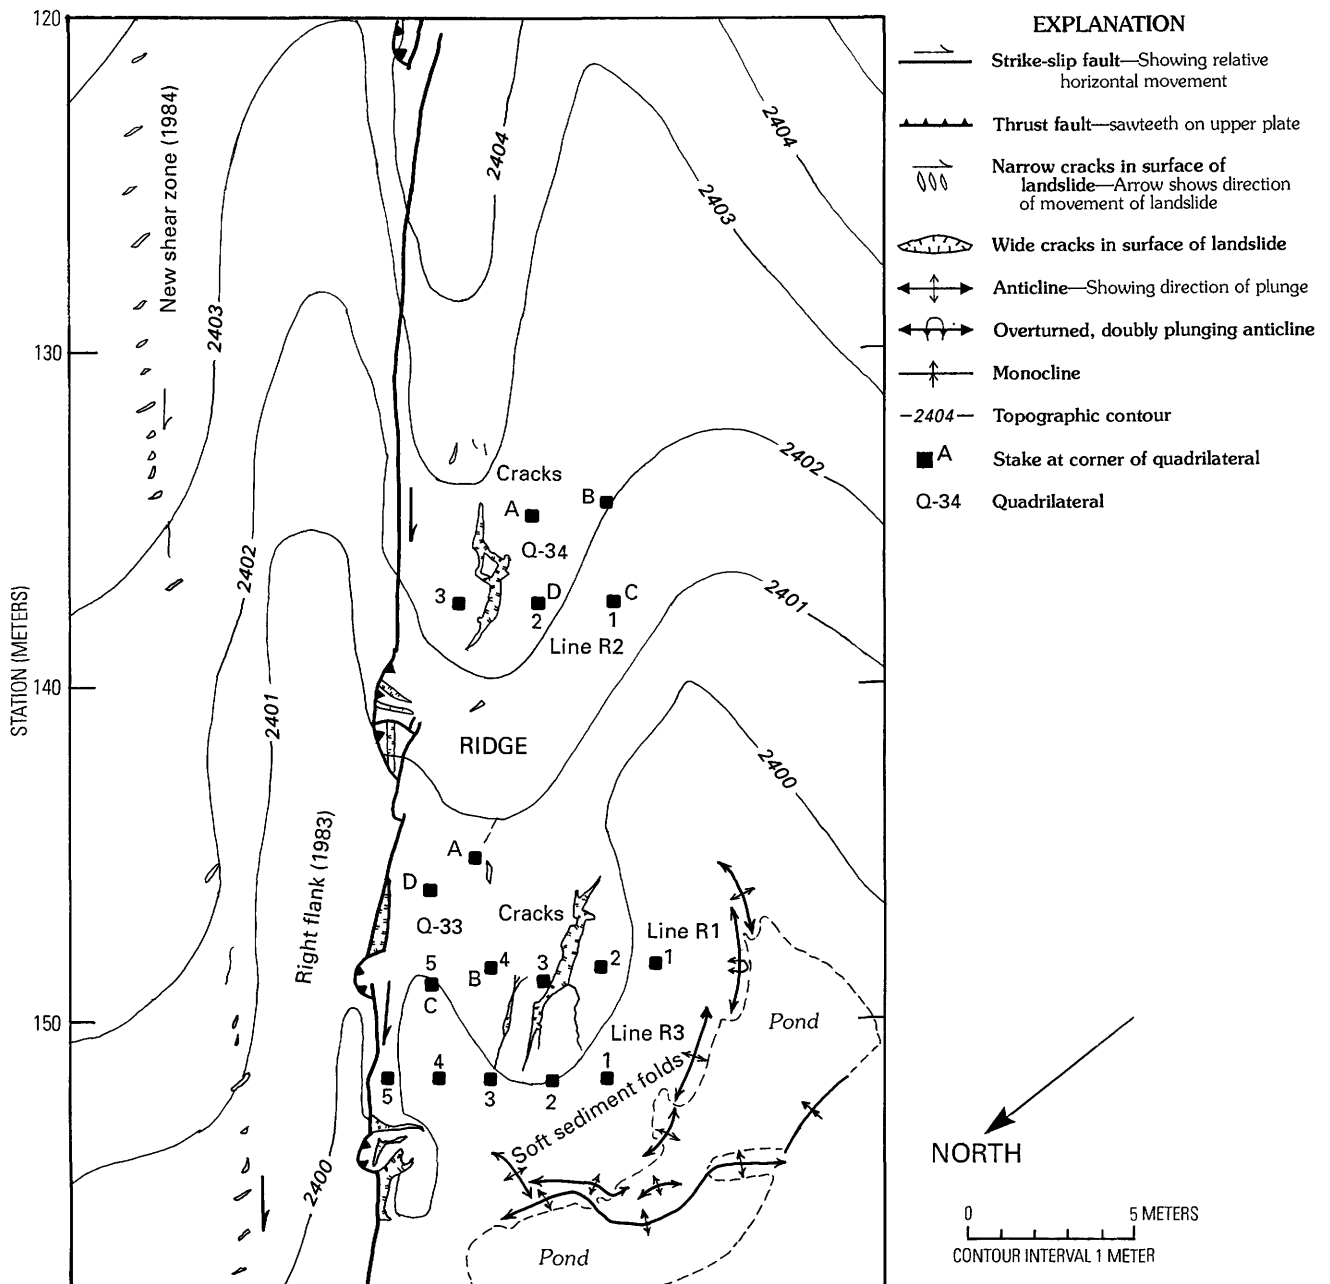 120
130
140
150
STATION (METERS)
New shear zone (1984)
Right flank (1983)
2404
2404
2403
2403
2402
2402
2401
2401
2400
2400
Cracks
A
B
Q-34
3
D
2
C
1
Line R2
RIDGE
A
D
Q-33
Cracks
Line R1
5
C
4
B
3
2
1
Line R3
5
4
3
2
1
Soft sediment folds
Pond
Pond
EXPLANATION
Strike-slip fault—Showing relative
horizontal movement
Thrust fault—sawteeth on upper plate
Narrow cracks in surface of
landslide—Arrow shows direction
of movement of landslide
Wide cracks in surface of landslide
Anticline—Showing direction of plunge
Overturned, doubly plunging anticline
Monocline
2404 Topographic contour
A Stake at corner of quadrilateral
Q-34 Quadrilateral
NORTH
0 5 METERS
CONTOUR INTERVAL 1 METER